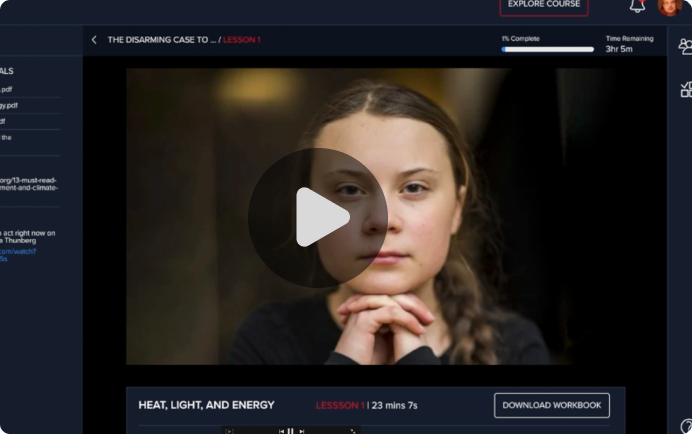 EXPLORE COURSE
THE DISARMING CASE TO ... / LESSON 1
1% Complete
Time Remaining
3hr 5m
ALS
.pdf
gy.pdf
df
the
org/13-must-read-
ment-and-climate-
act right now on
a Thunberg
com/watch?
5s
HEAT, LIGHT, AND ENERGY
LESSSON 1 | 23 mins 7s
DOWNLOAD WORKBOOK